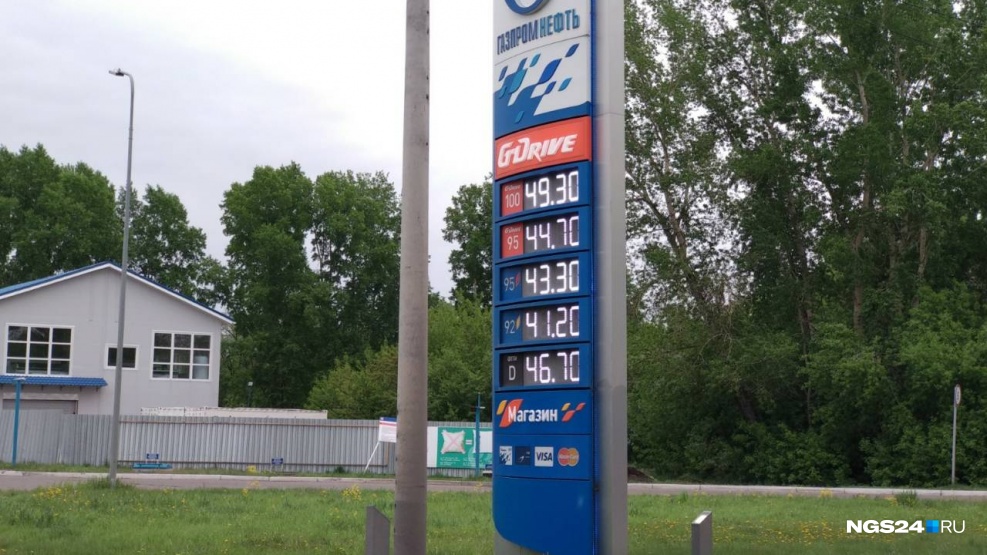 ГАЗПРОМНЕФТЬ
G-DRIVE
100 49.30
95 44.70
95 43.30
92 41.20
D 46.70
Магазин
VISA
MasterCard
NGS24.RU